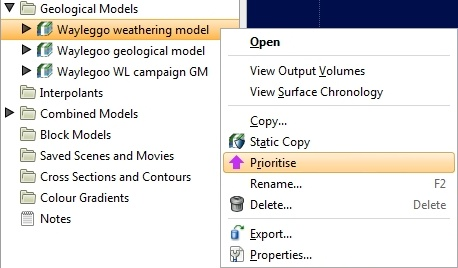 Geological Models
Wayleggo weathering model
Waylegoo geological model
Waylegoo WL campaign GM
Interpolants
Combined Models
Block Models
Saved Scenes and Movies
Cross Sections and Contours
Colour Gradients
Notes
Open
View Output Volumes
View Surface Chronology
Copy...
Static Copy
Prioritise
Rename... F2
Delete... Delete
Export...
Properties...